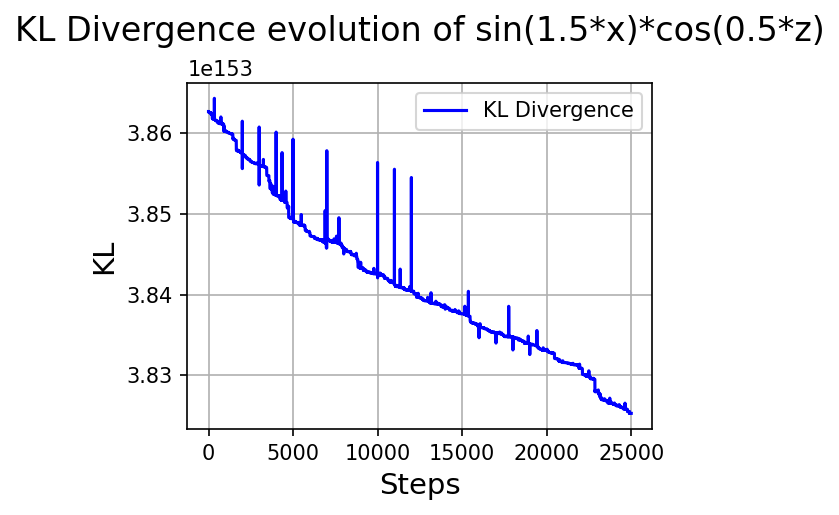 KL Divergence evolution of sin(1.5*x)*cos(0.5*z)
1e153
KL Divergence
3.86
3.85
3.84
3.83
KL
0 5000 10000 15000 20000 25000
Steps